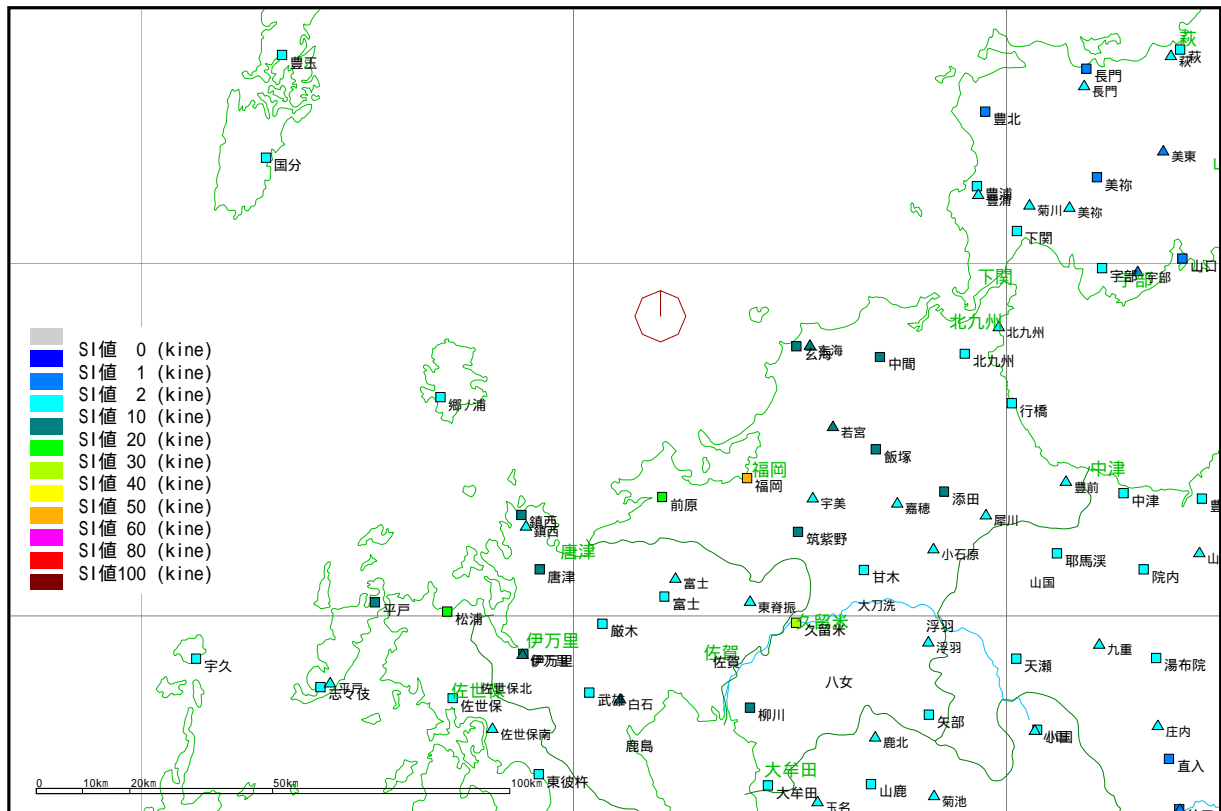 萩
萩
萩
豊玉
長門
長門
豊北
美東
国分
美祢
豊浦
豊浦
菊川
美祢
下関
山口
宇部
宇部
宇部
下関
北九州
北九州
玄海
玄海
中間
北九州
SI値 0 (kine)
SI値 1 (kine)
SI値 2 (kine)
SI値 10 (kine)
SI値 20 (kine)
SI値 30 (kine)
SI値 40 (kine)
SI値 50 (kine)
SI値 60 (kine)
SI値 80 (kine)
SI値100 (kine)
郷ノ浦
行橋
若宮
飯塚
福岡
福岡
中津
豊前
中津
前原
宇美
嘉穂
添田
豊
鎮西
鎮西
犀川
筑紫野
唐津
小石原
耶馬渓
山
唐津
富士
甘木
山国
院内
平戸
松浦
富士
東脊振
大刀洗
厳木
久留米
久留米
浮羽
伊万里
伊万里
佐賀
佐賀
浮羽
九重
宇久
天瀬
湯布院
平戸
志々伎
佐世保北
佐世保
佐世保
武雄
白石
八女
柳川
矢部
佐世保南
鹿島
鹿北
小国
小国
庄内
直入
東彼杵
大牟田
大牟田
山鹿
菊池
玉名
0 10km 20km 50km 100km